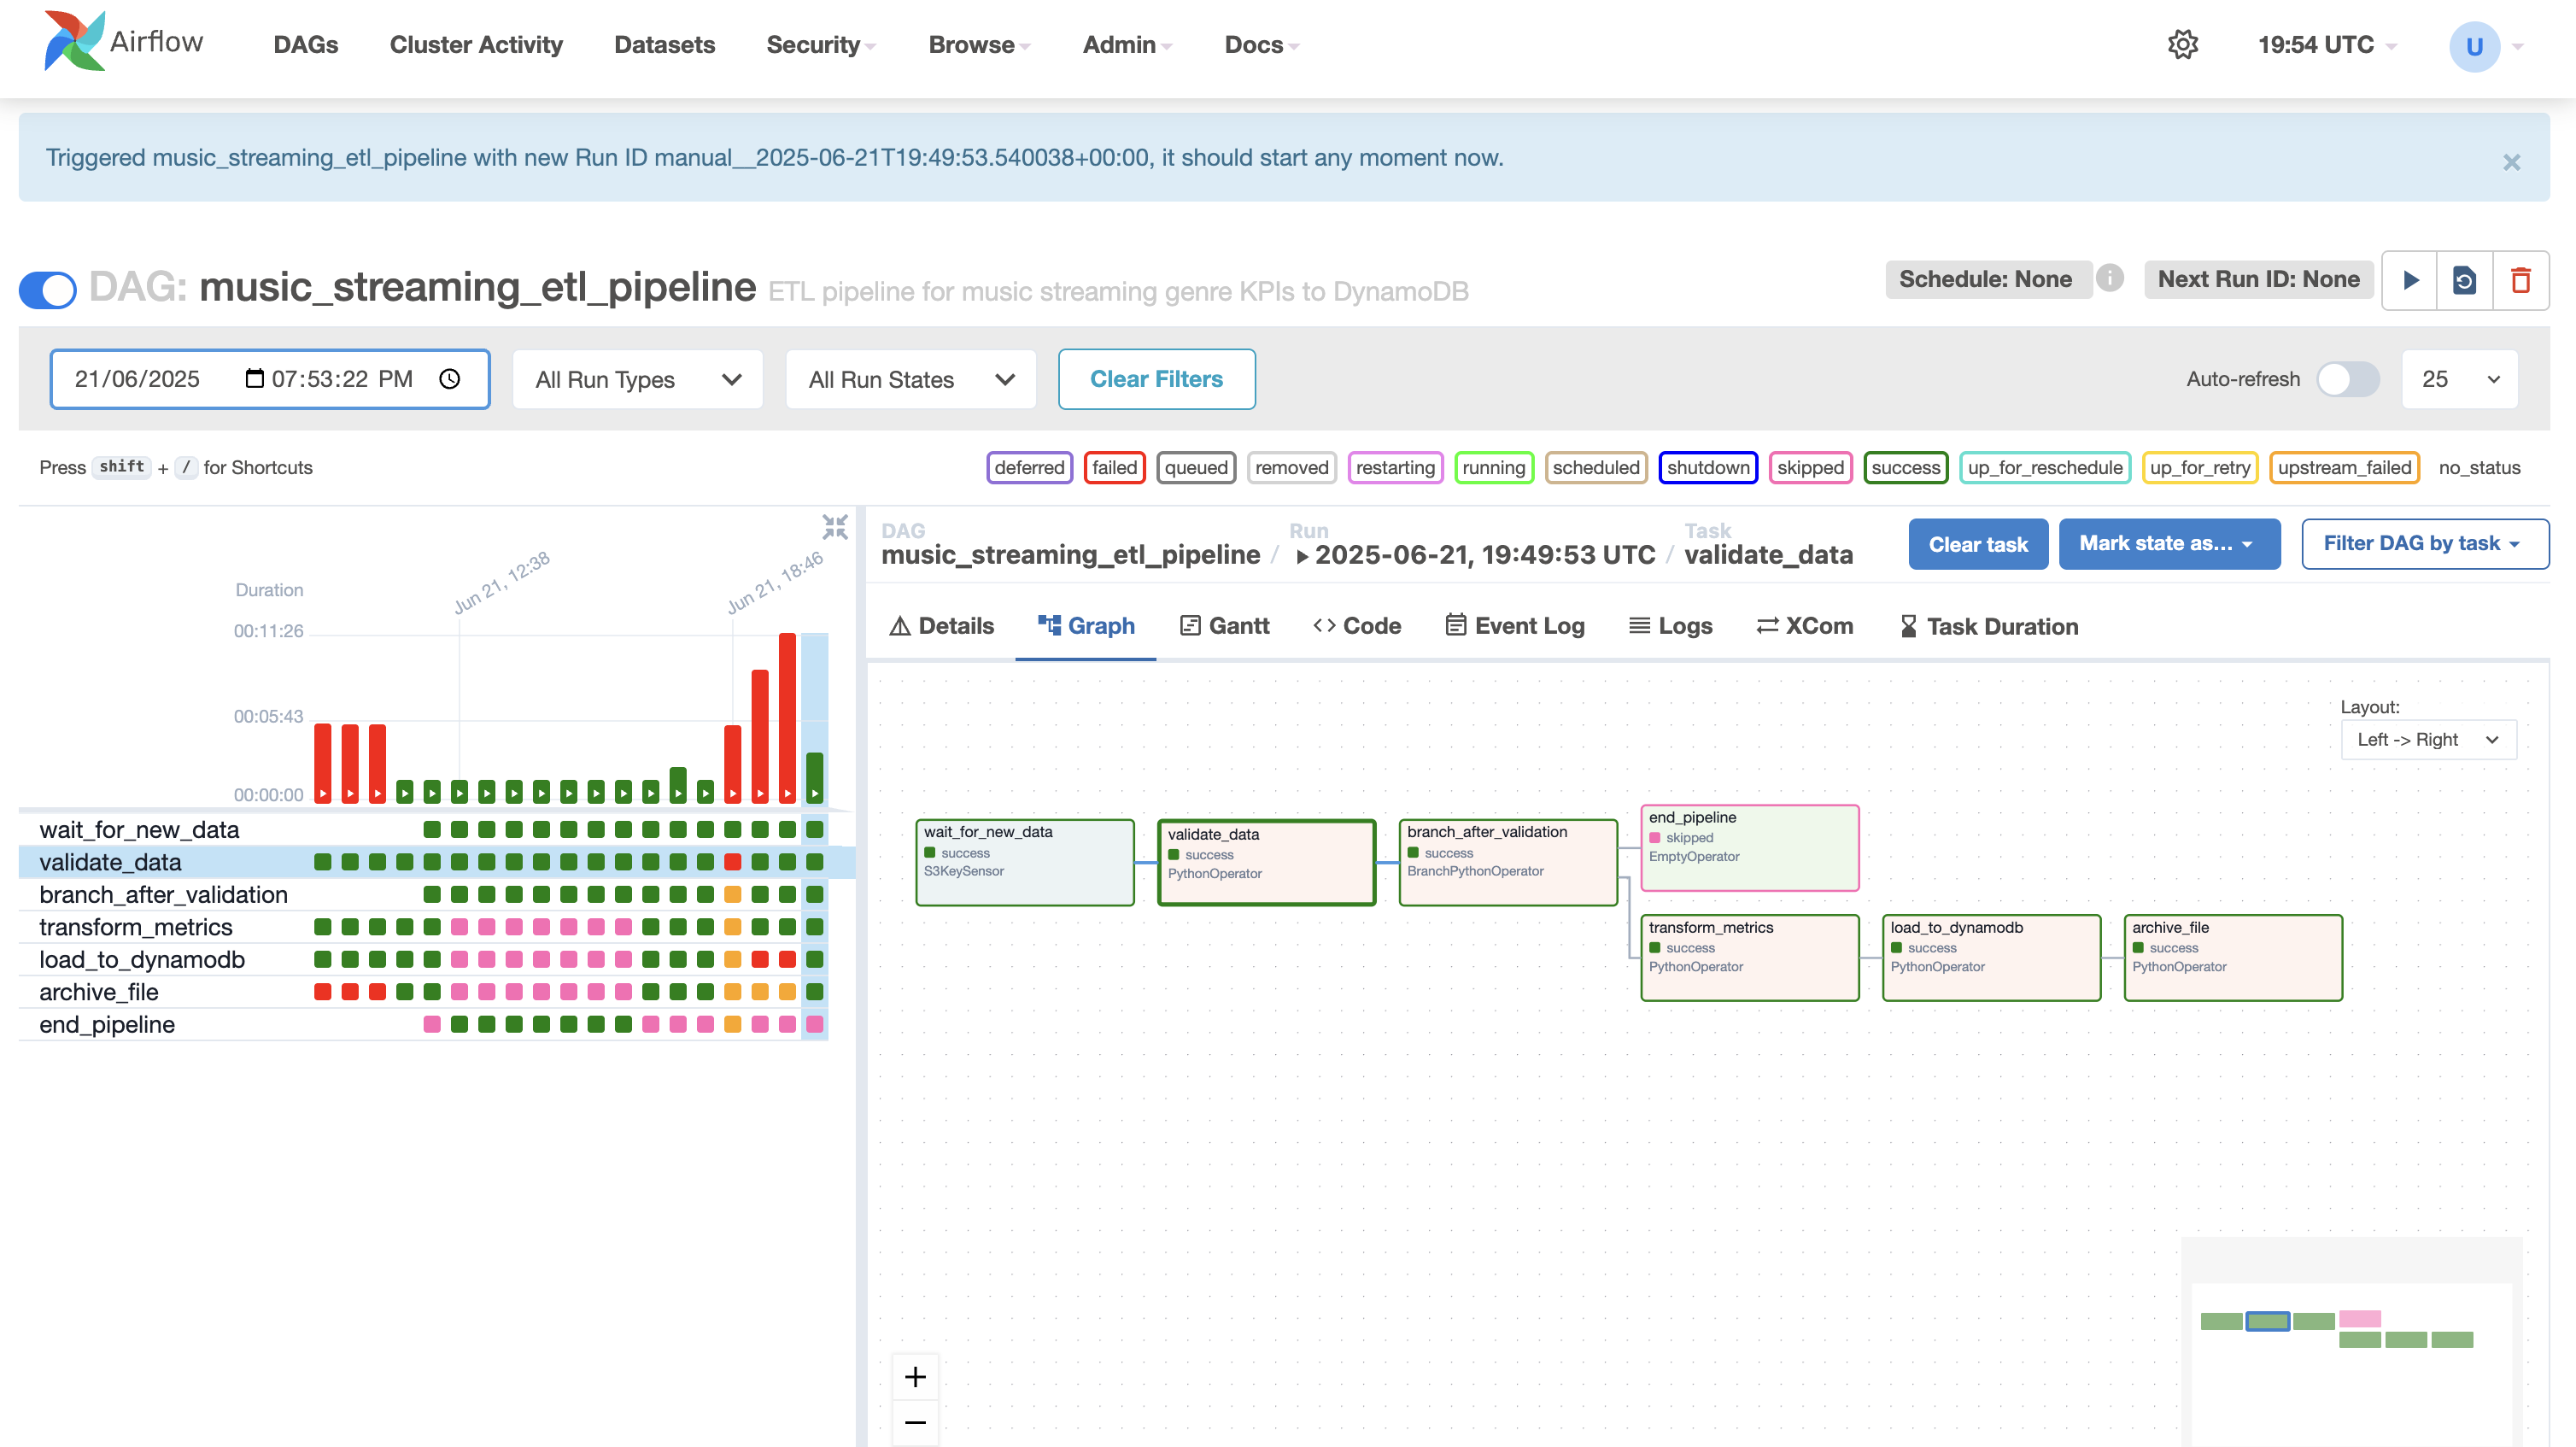 Airflow
DAGs Cluster Activity Datasets Security Browse Admin Docs 19:54 UTC U
Triggered music_streaming_etl_pipeline with new Run ID manual__2025-06-21T19:49:53.540038+00:00, it should start any moment now. ×
DAG: music_streaming_etl_pipeline ETL pipeline for music streaming genre KPIs to DynamoDB Schedule: None i Next Run ID: None
21/06/2025 07:53:22 PM All Run Types All Run States Clear Filters Auto-refresh 25
Press shift + / for Shortcuts deferred failed queued removed restarting running scheduled shutdown skipped success up_for_reschedule up_for_retry upstream_failed no_status
Duration
Jun 21, 12:38
Jun 21, 18:46
00:11:26
00:05:43
00:00:00
wait_for_new_data
validate_data
branch_after_validation
transform_metrics
load_to_dynamodb
archive_file
end_pipeline
DAG Run Task
music_streaming_etl_pipeline / 2025-06-21, 19:49:53 UTC / validate_data
Clear task Mark state as... Filter DAG by task
Details Graph Gantt Code Event Log Logs XCom Task Duration
Layout:
Left -> Right
wait_for_new_data
success
S3KeySensor
validate_data
success
PythonOperator
branch_after_validation
success
BranchPythonOperator
end_pipeline
skipped
EmptyOperator
transform_metrics
success
PythonOperator
load_to_dynamodb
success
PythonOperator
archive_file
success
PythonOperator
+
−